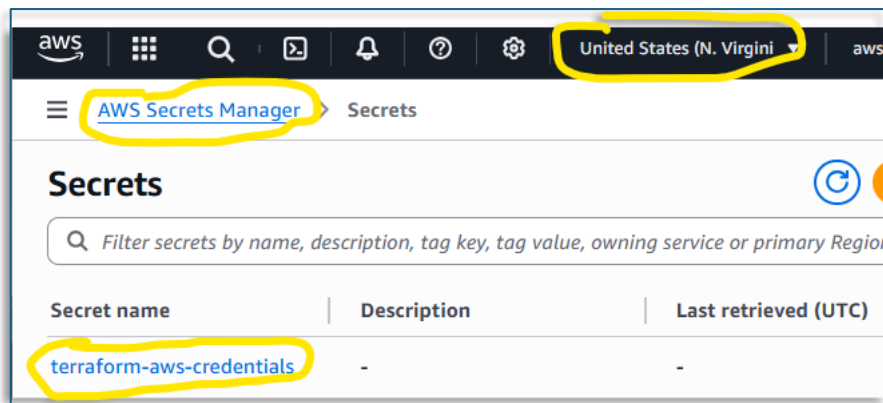 aws United States (N. Virgini aws
AWS Secrets Manager Secrets
Secrets
Filter secrets by name, description, tag key, tag value, owning service or primary Region
Secret name Description Last retrieved (UTC)
terraform-aws-credentials - -